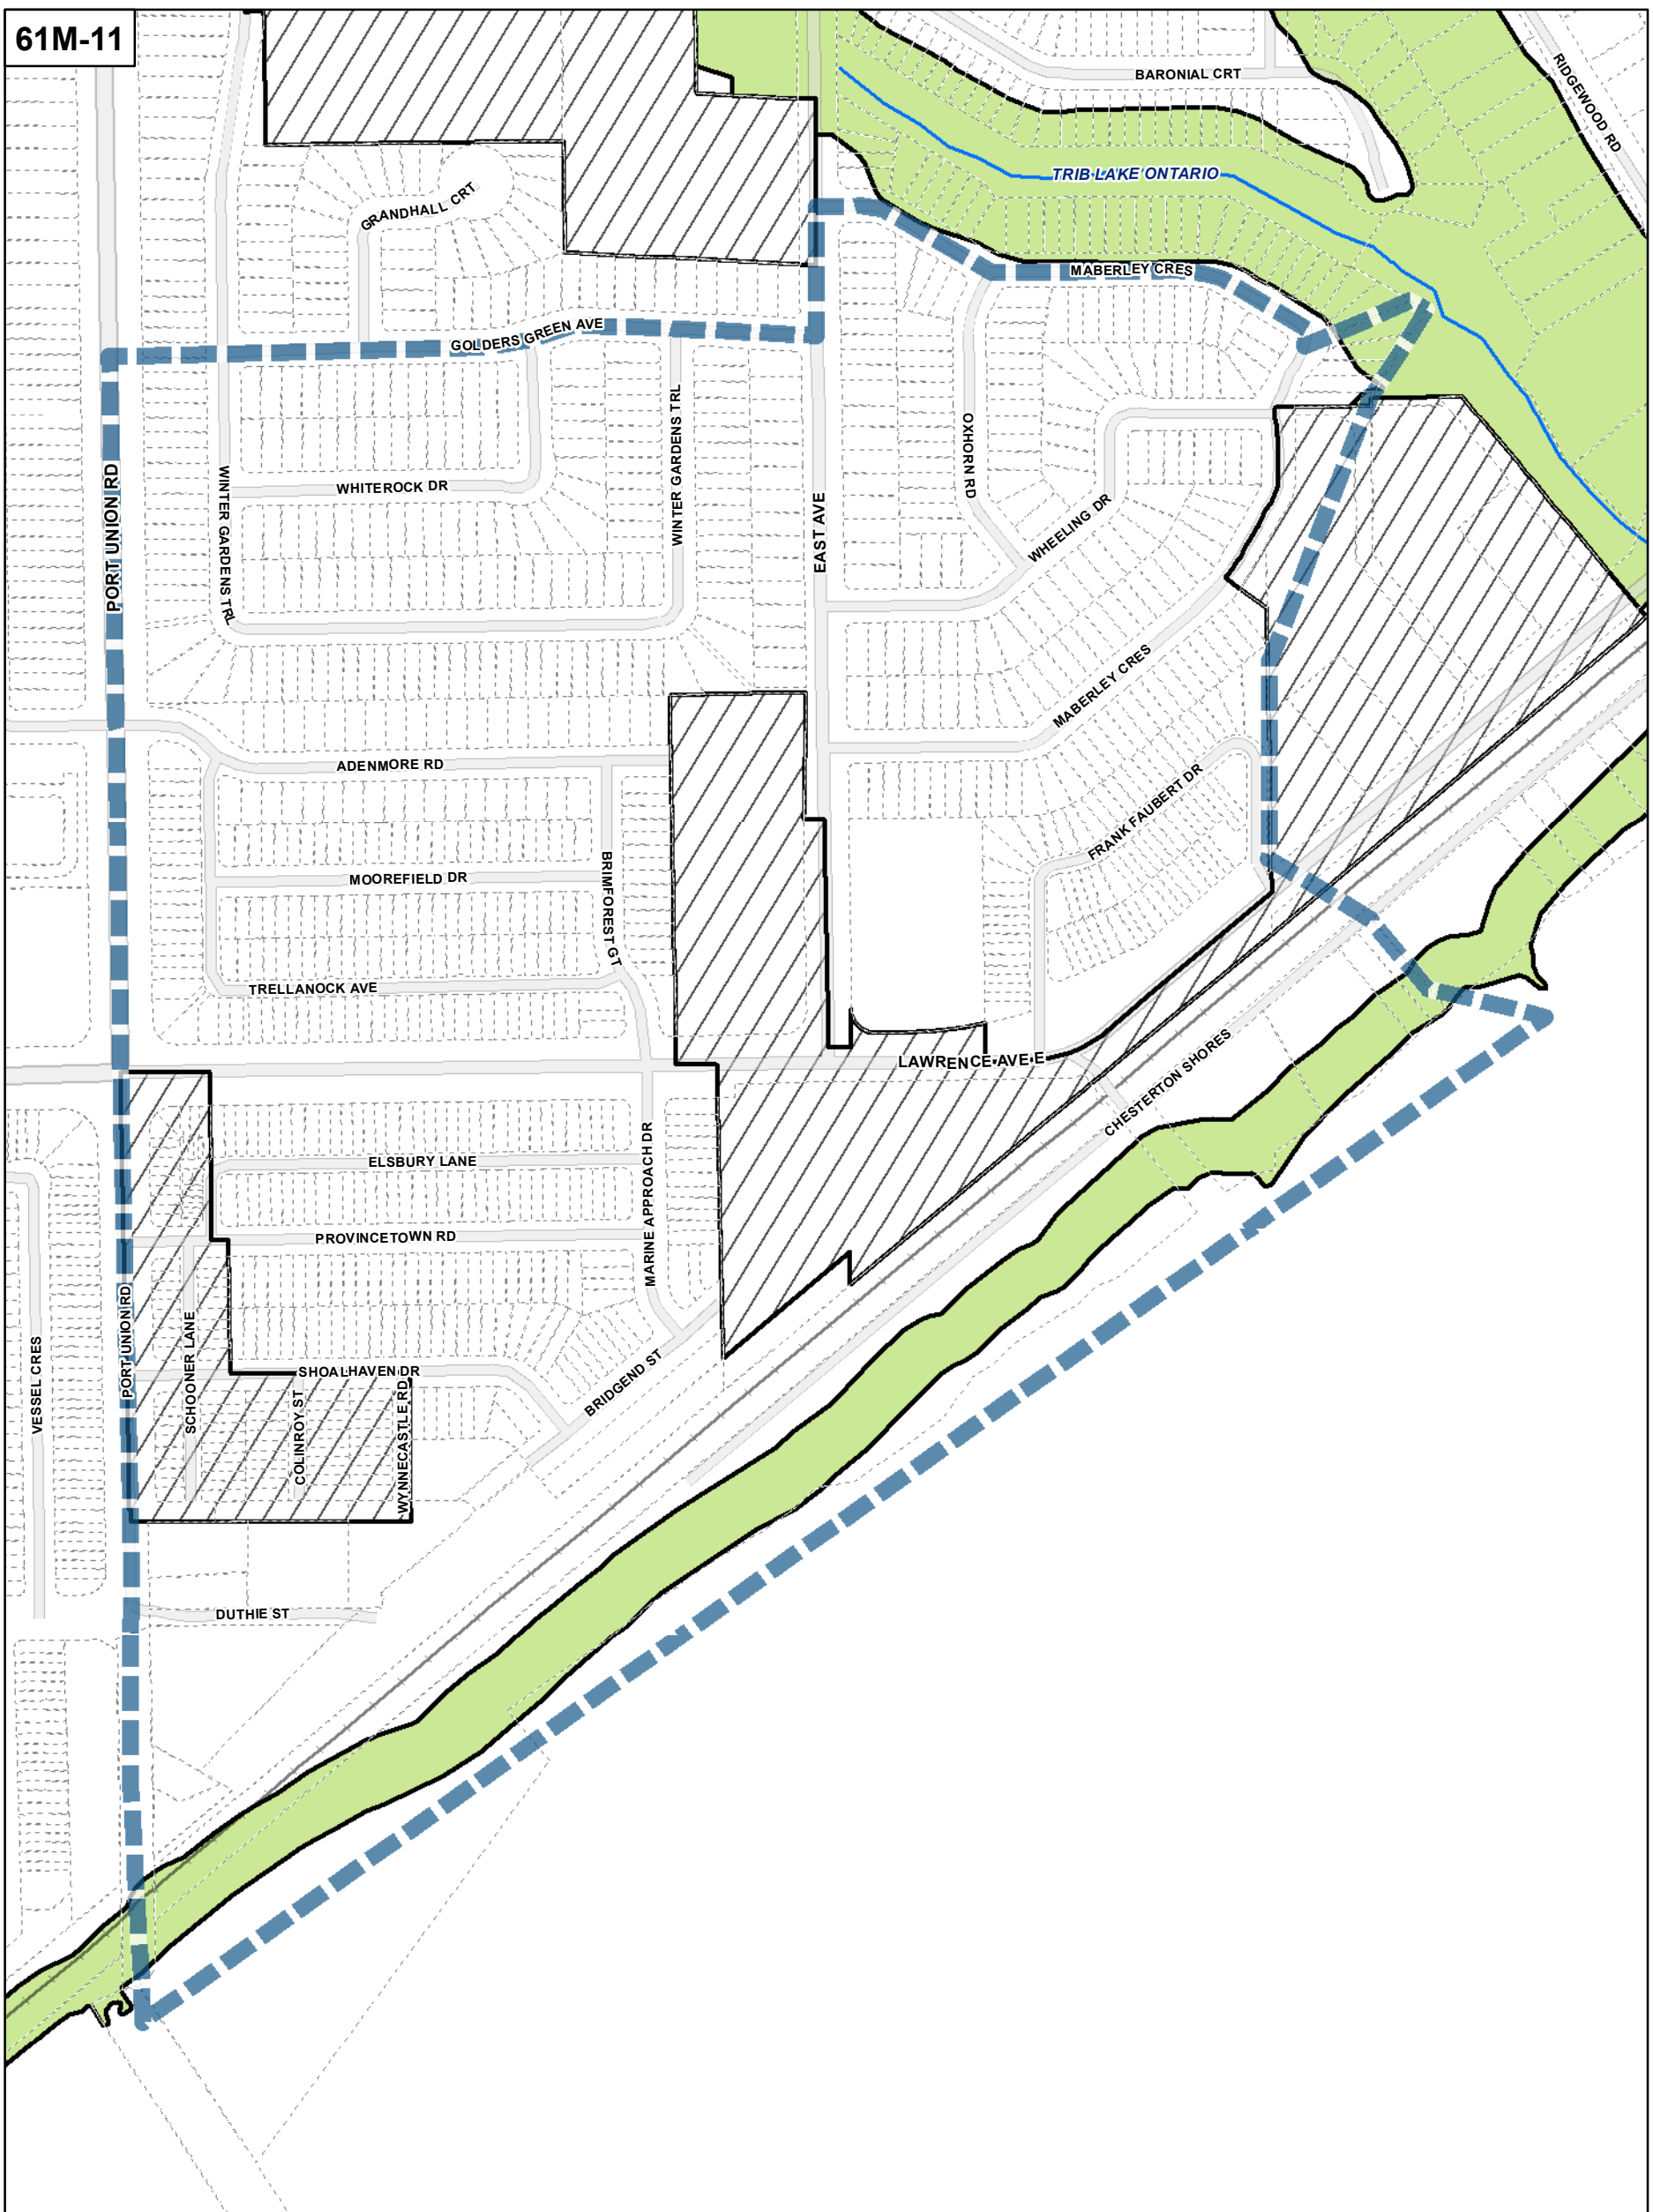 61M-11
BARONIAL CRT
RIDGEWOOD RD
TRIB LAKE ONTARIO
GRANDHALL CRT
MABERLEY CRES
GOLDERS GREEN AVE
PORT UNION RD
WINTER GARDENS TRL
WHITEROCK DR
WINTER GARDENS TRL
EAST AVE
OXHORN RD
WHEELING DR
MABERLEY CRES
ADENMORE RD
FRANK FAUBERT DR
MOOREFIELD DR
BRIMFOREST GT
TRELLANOCK AVE
LAWRENCE AVE E
CHESTERTON SHORES
ELSBURY LANE
MARINE APPROACH DR
PROVINCETOWN RD
PORT UNION RD
SCHOONER LANE
VESSEL CRES
SHOALHAVEN DR
COLINROY ST
WYNNECASTLE RD
BRIDGEND ST
DUTHIE ST